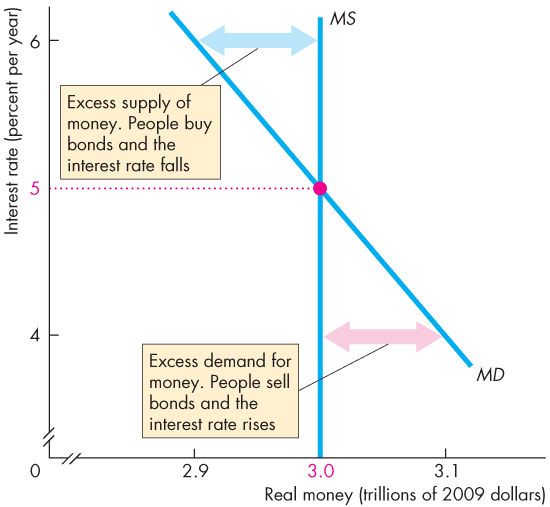 Interest rate (percent per year)
6
MS
Excess supply of
money. People buy
bonds and the
interest rate falls
5
4
Excess demand for
money. People sell
bonds and the
interest rate rises
MD
0
2.9
3.0
3.1
Real money (trillions of 2009 dollars)